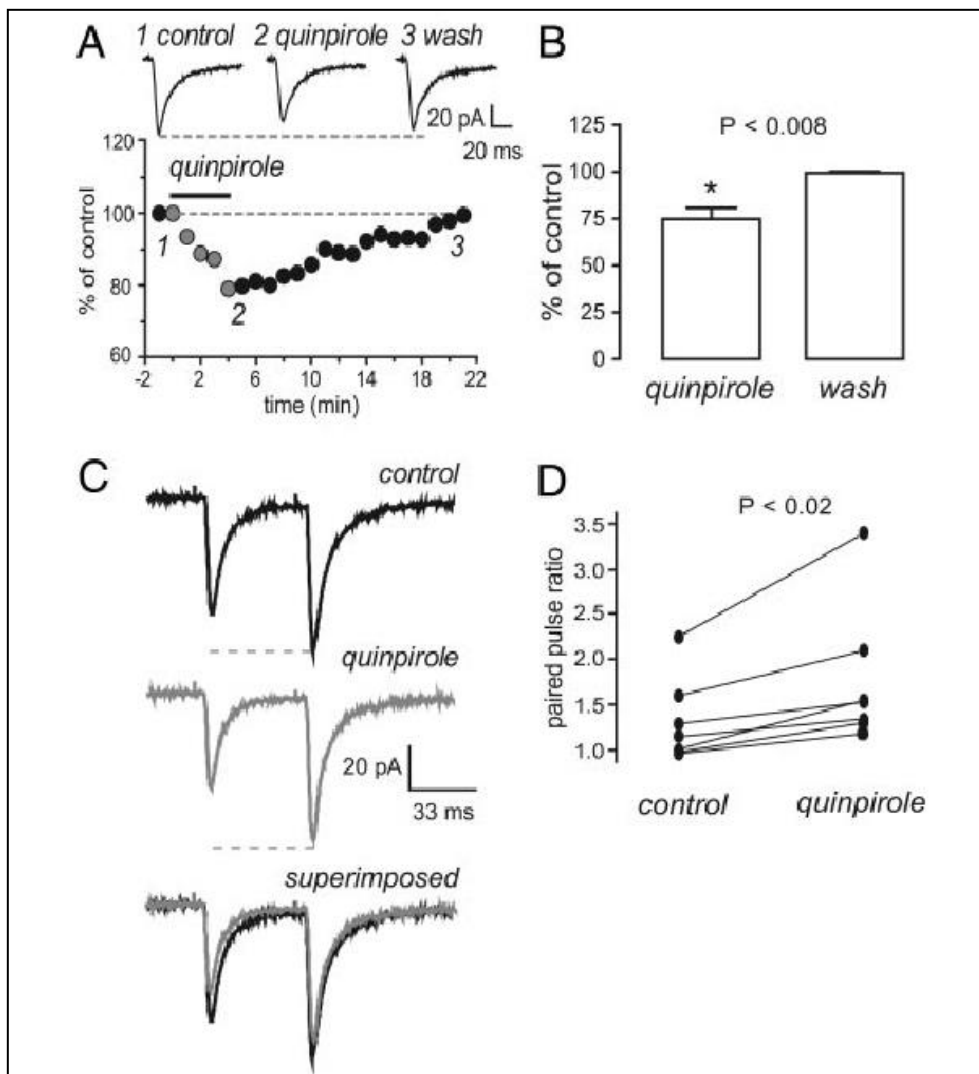 A
1 control 2 quinpirole 3 wash
20 pA
20 ms
quinpirole
% of control
120
100
80
60
1
2
3
-2 2 6 10 14 18 22
time (min)
B
P < 0.008
% of control
125
100
75
50
25
0
*
quinpirole wash
C
control
quinpirole
20 pA
33 ms
superimposed
D
P < 0.02
paired pulse ratio
3.5
3.0
2.5
2.0
1.5
1.0
control quinpirole